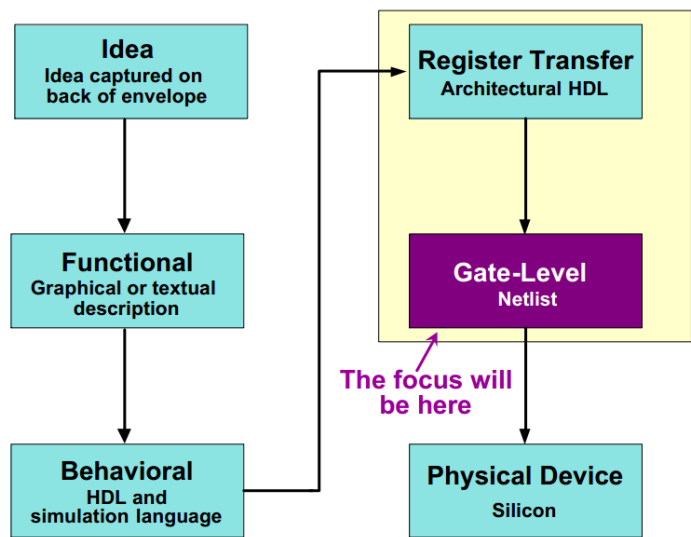 Idea
Idea captured on
back of envelope
Functional
Graphical or textual
description
Behavioral
HDL and
simulation language
Register Transfer
Architectural HDL
Gate-Level
Netlist
The focus will
be here
Physical Device
Silicon